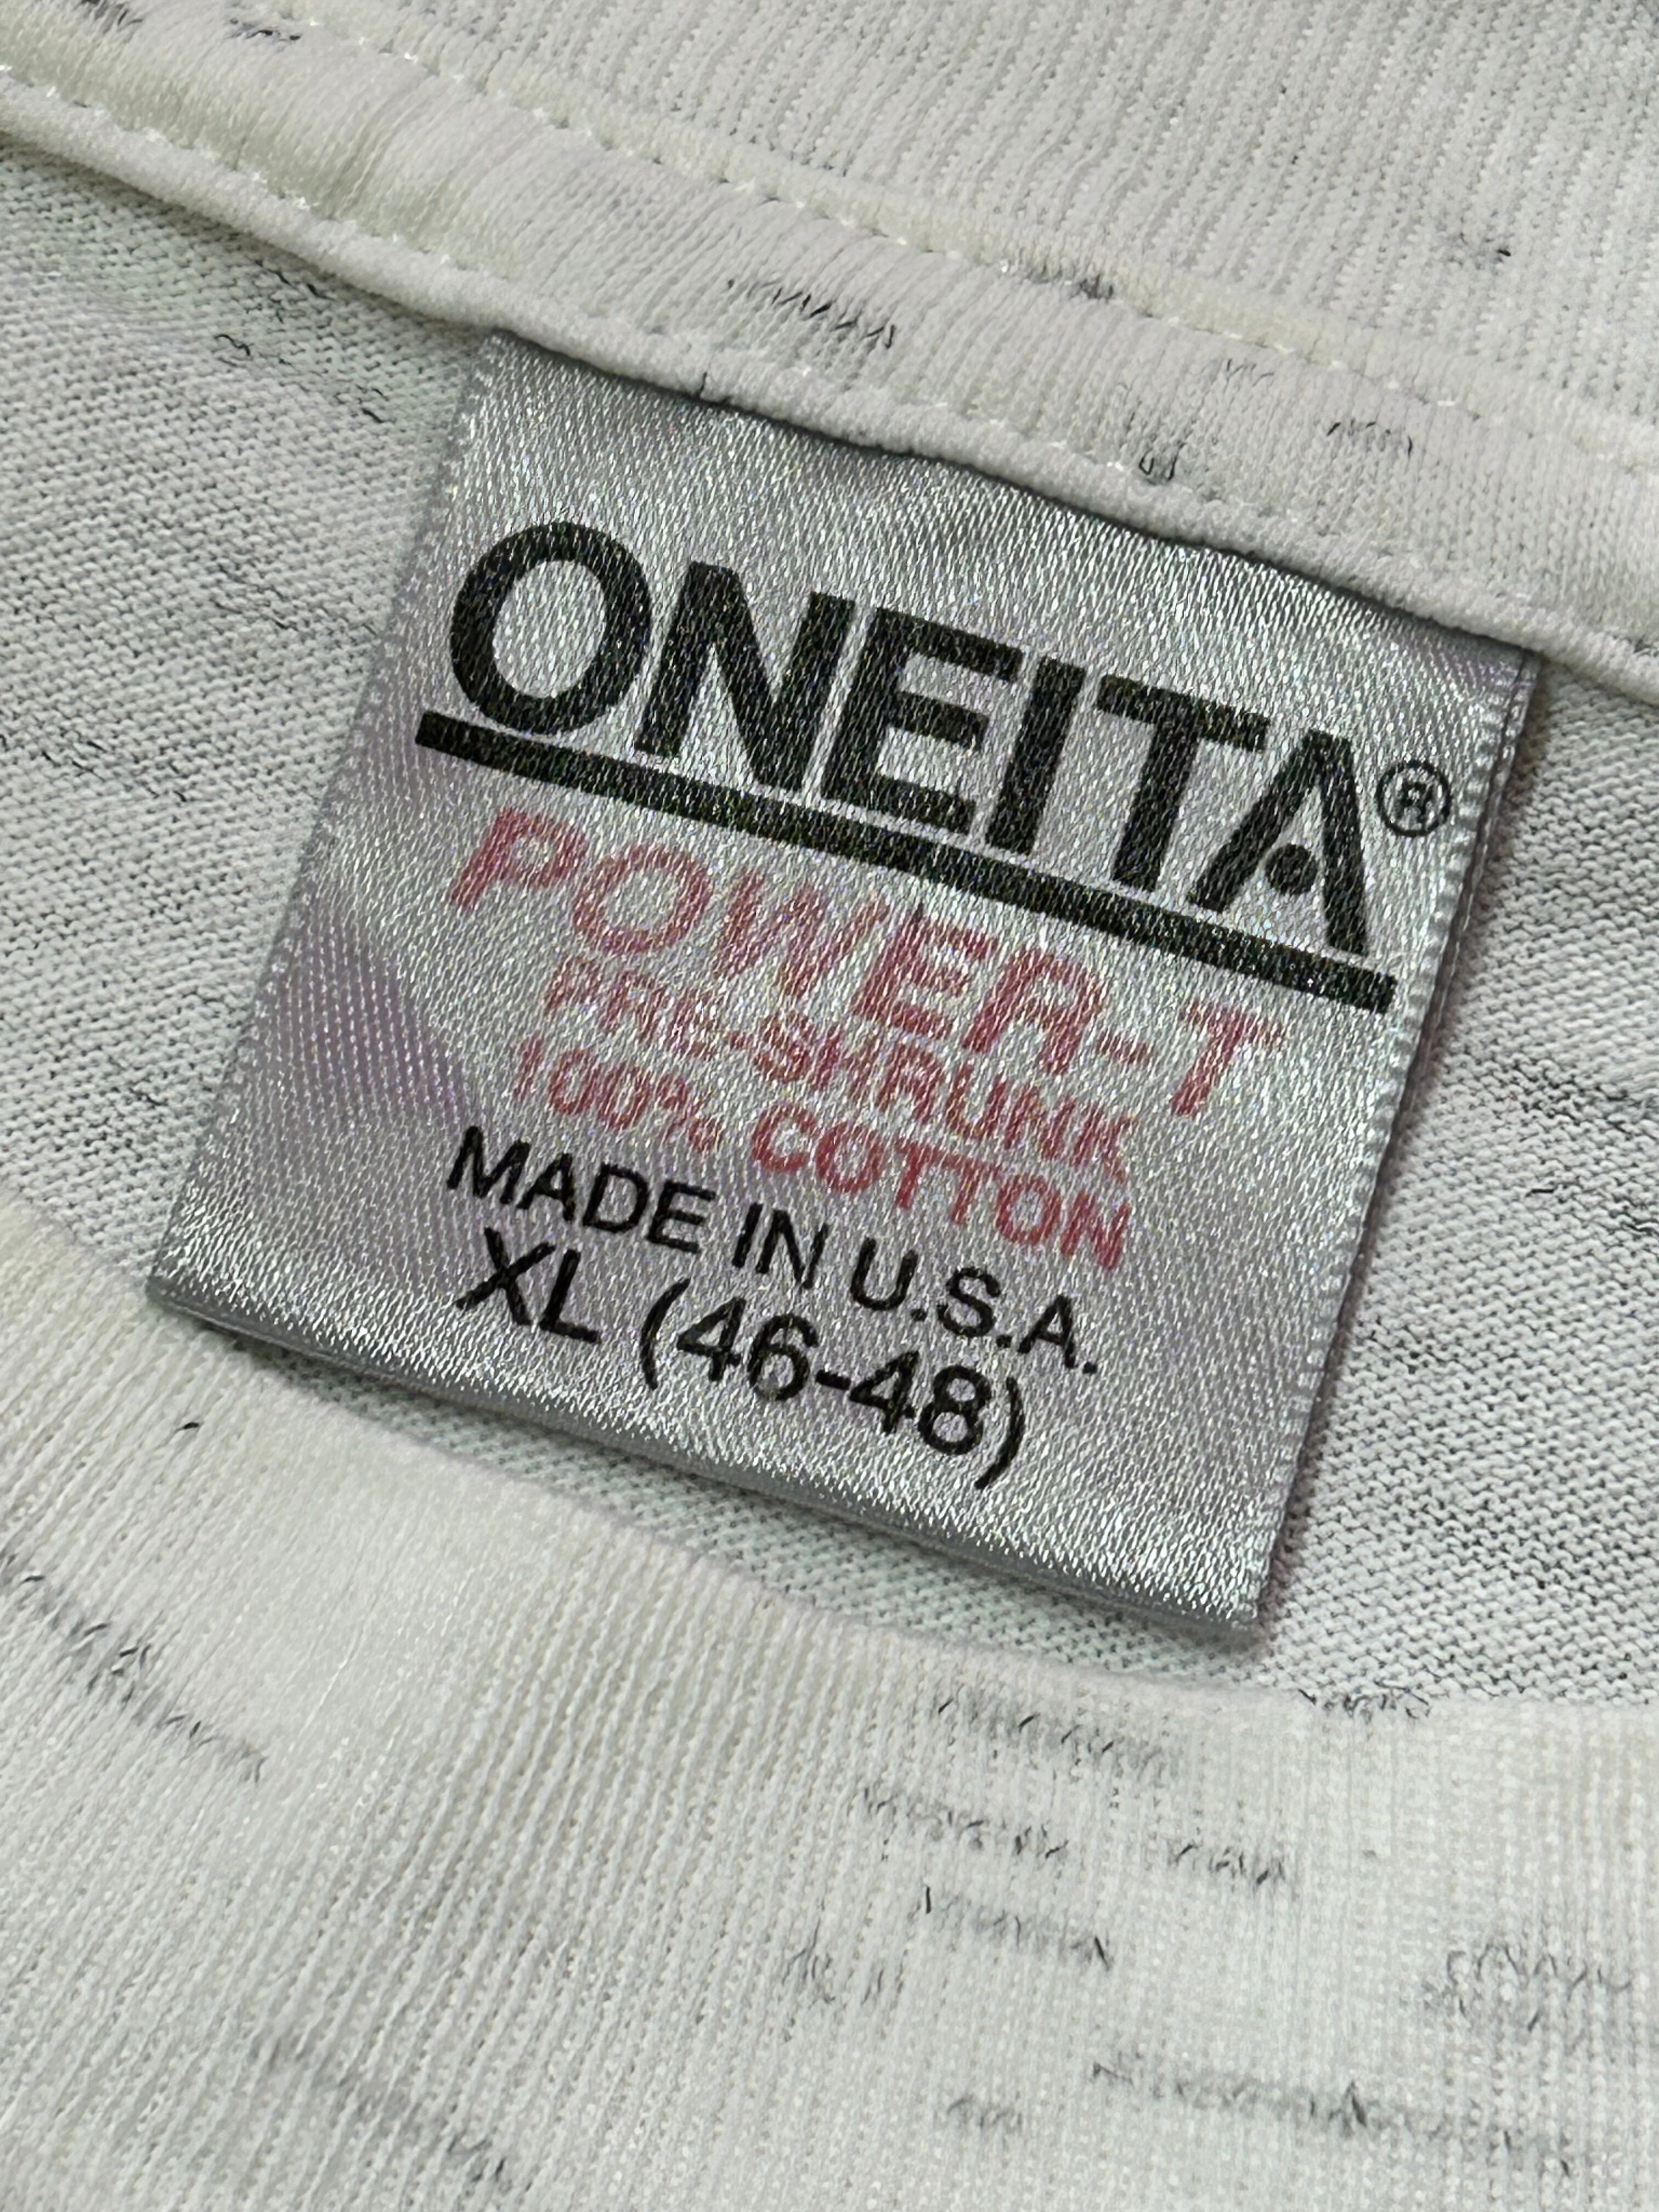 ONEITA®
POWER-T
PRE-SHRUNK
100% COTTON
MADE IN U.S.A.
XL (46-48)